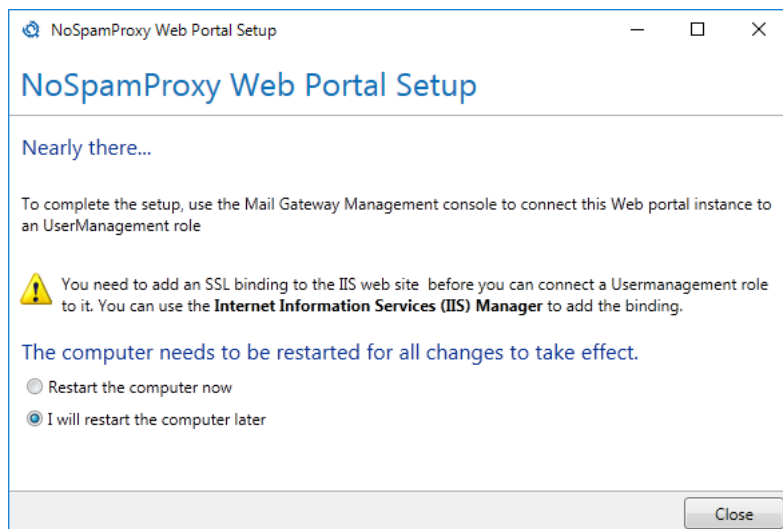 NoSpamProxy Web Portal Setup
NoSpamProxy Web Portal Setup
Nearly there...
To complete the setup, use the Mail Gateway Management console to connect this Web portal instance to
an UserManagement role
You need to add an SSL binding to the IIS web site  before you can connect a Usermanagement role
to it. You can use the Internet Information Services (IIS) Manager to add the binding.
The computer needs to be restarted for all changes to take effect.
Restart the computer now
I will restart the computer later
Close